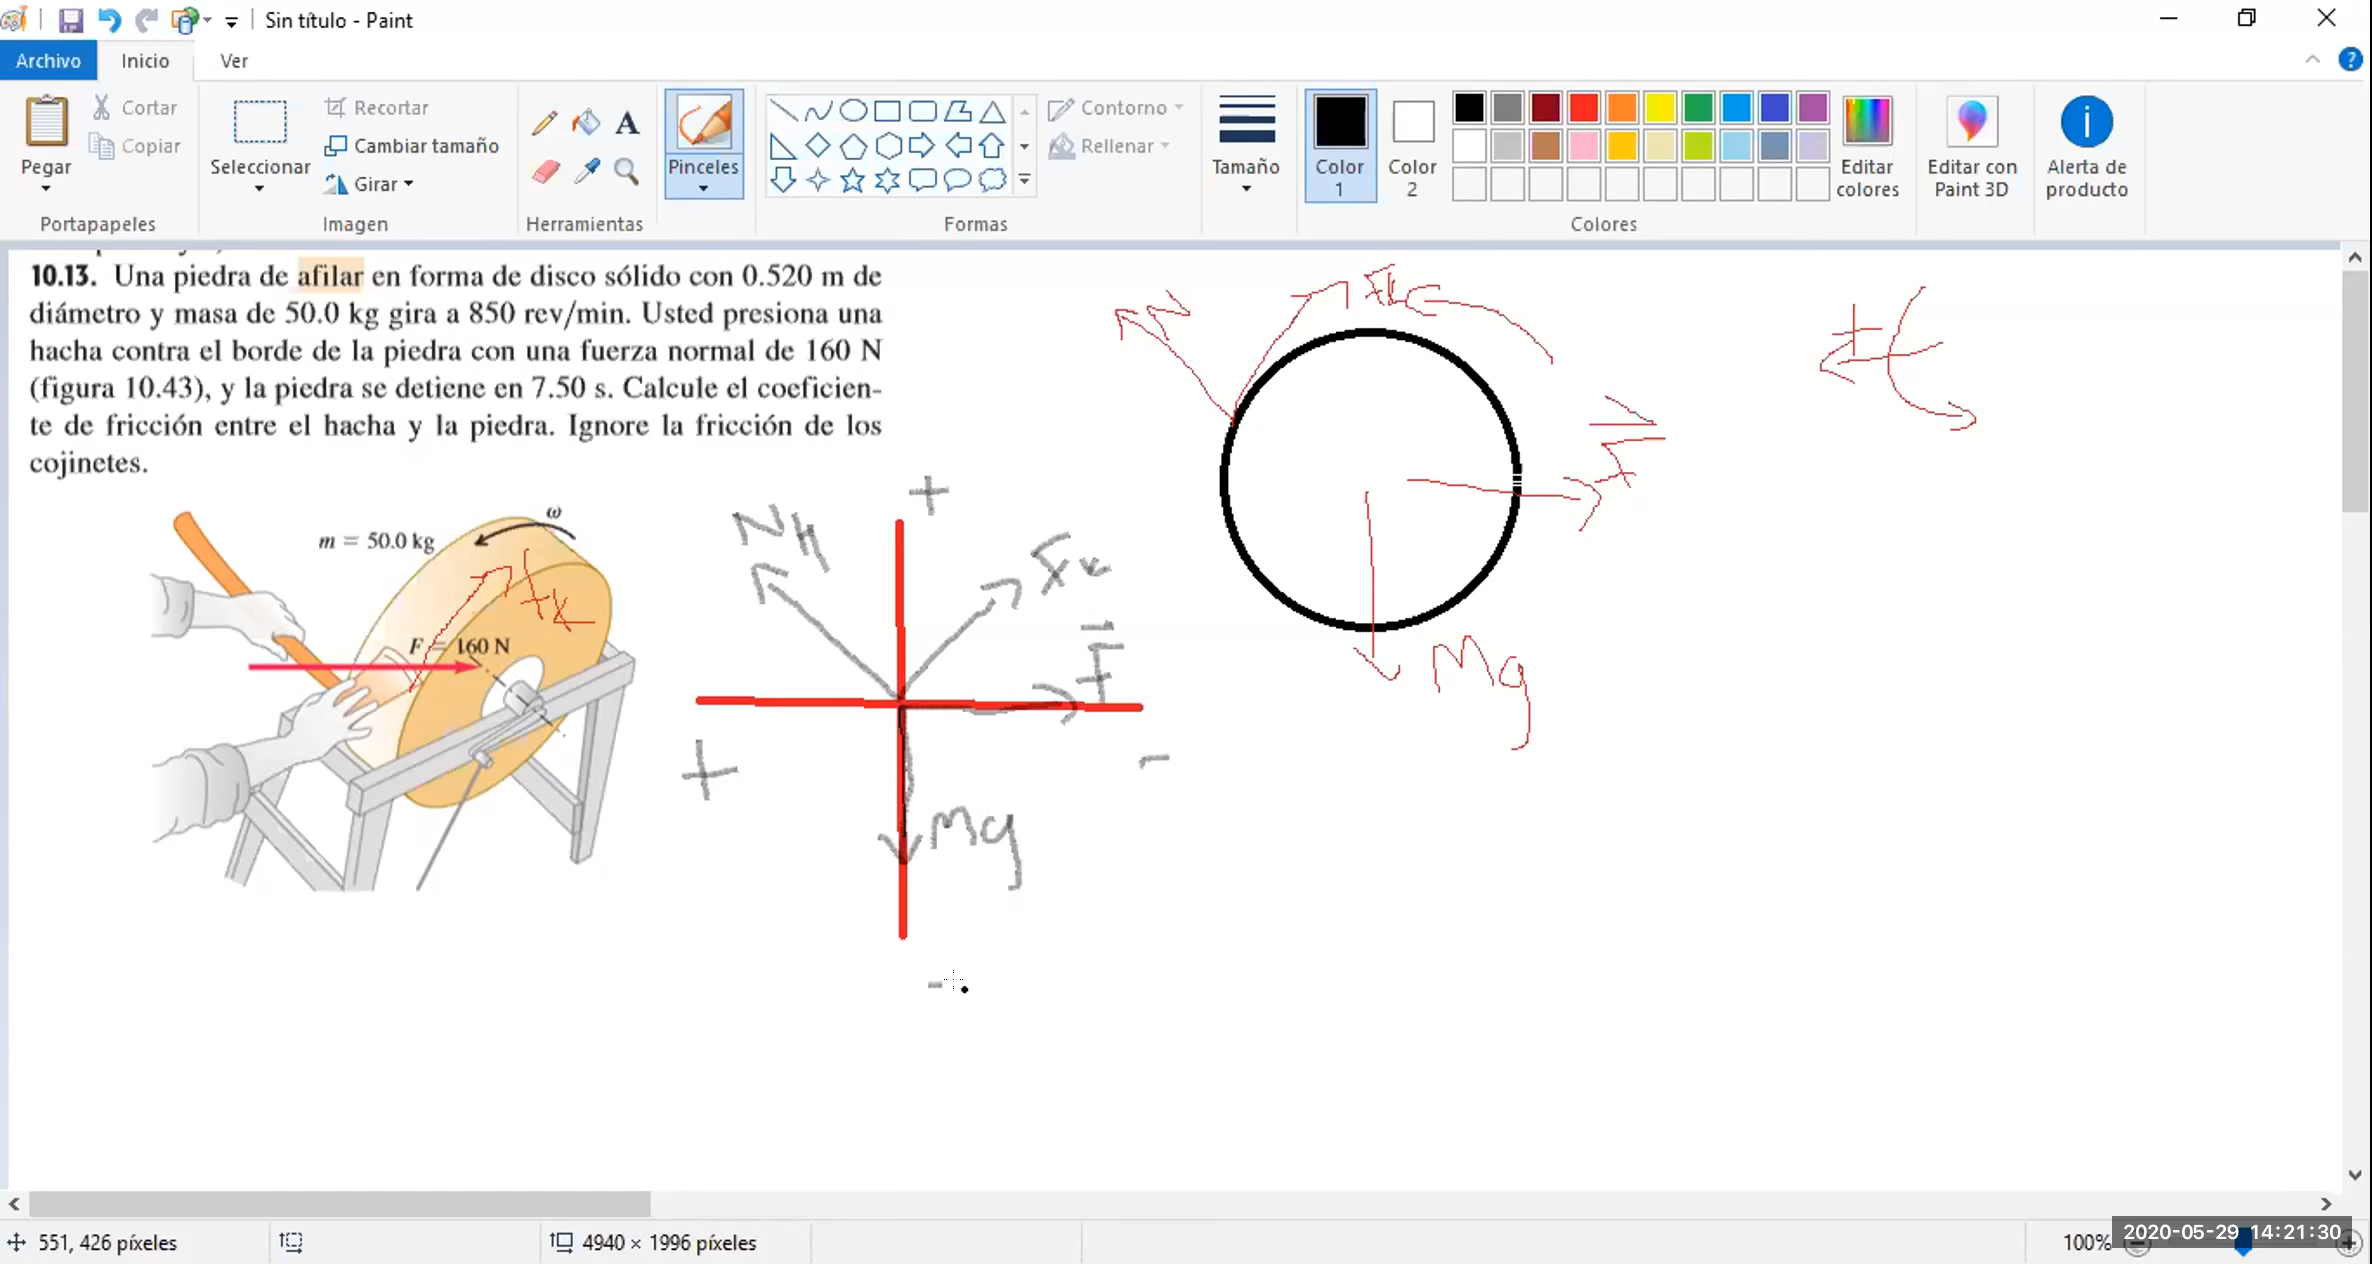 Sin título - Paint
Archivo Inicio Ver
Pegar
Cortar
Copiar
Portapapeles
Seleccionar
Recortar
Cambiar tamaño
Girar
Imagen
A
Herramientas
Pinceles
Contorno
Rellenar
Formas
Tamaño
Color 1
Color 2
Editar colores
Editar con Paint 3D
Alerta de producto
Colores
10.13. Una piedra de afilar en forma de disco sólido con 0.520 m de
diámetro y masa de 50.0 kg gira a 850 rev/min. Usted presiona una
hacha contra el borde de la piedra con una fuerza normal de 160 N
(figura 10.43), y la piedra se detiene en 7.50 s. Calcule el coeficien-
te de fricción entre el hacha y la piedra. Ignore la fricción de los
cojinetes.
ω
m = 50.0 kg
fk
F = 160 N
+
NH
Fk
F
+
-
Mg
-
N
Mg
+
551, 426 píxeles
4940 × 1996 píxeles
100%
2020-05-29 14:21:30